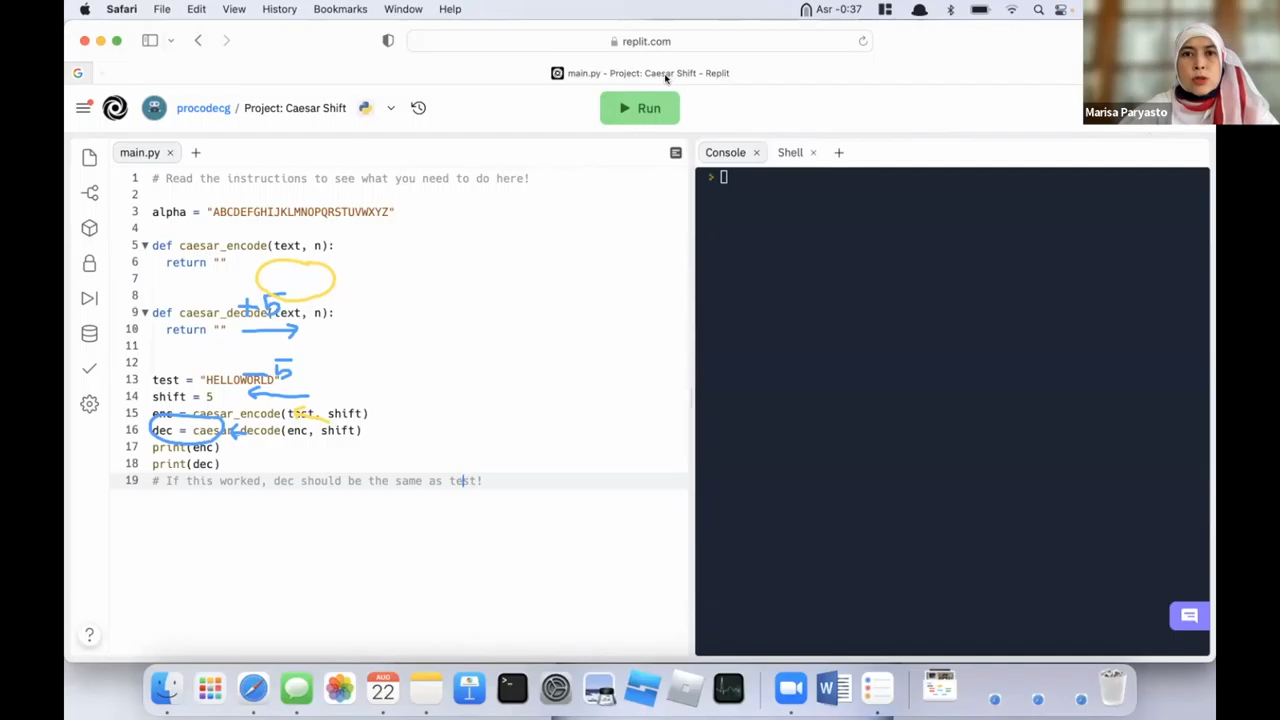 Safari File Edit View History Bookmarks Window Help Asr -0:37
replit.com
G main.py - Project: Caesar Shift - Replit
procodecg / Project: Caesar Shift Run
Marisa Paryasto
main.py × + Console × Shell × +
1 # Read the instructions to see what you need to do here!
2
3 alpha = "ABCDEFGHIJKLMNOPQRSTUVWXYZ"
4
5 def caesar_encode(text, n):
6 return ""
7
8
+5
9 def caesar_decode(text, n):
10 return ""
11
12
-5
13 test = "HELLOWORLD"
14 shift = 5
15 enc = caesar_encode(test, shift)
16 dec = caesar_decode(enc, shift)
17 print(enc)
18 print(dec)
19 # If this worked, dec should be the same as test!
>
?
AUG
22
W